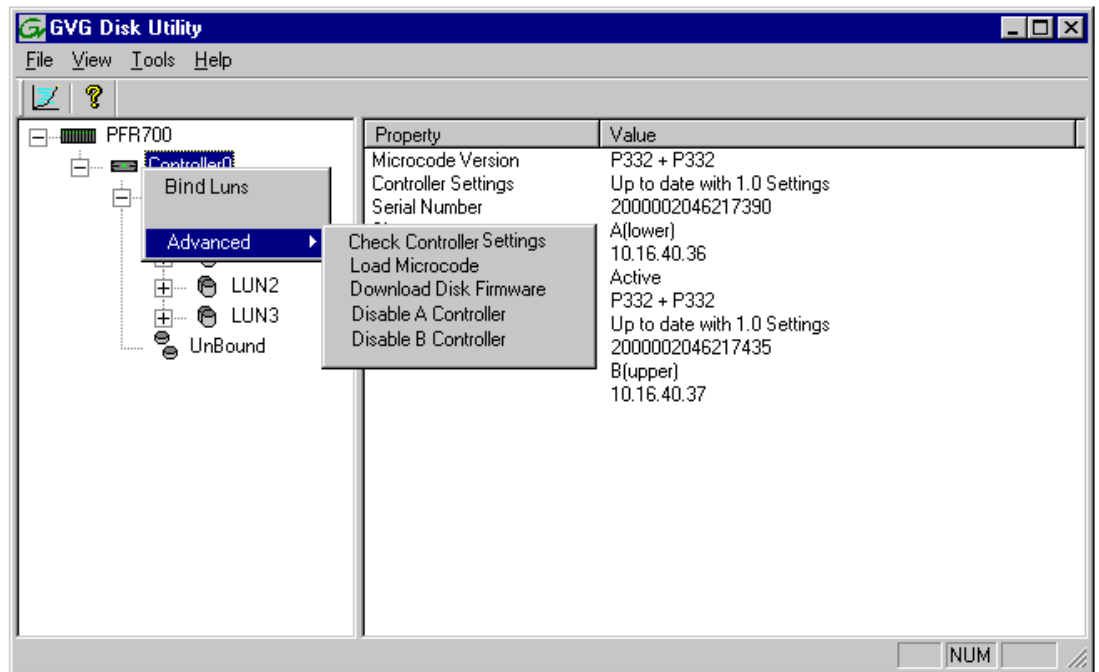 GVG Disk Utility
File View Tools Help
PFR700
Controller0
Bind Luns
Advanced
LUN2
LUN3
UnBound
Check Controller Settings
Load Microcode
Download Disk Firmware
Disable A Controller
Disable B Controller
Property Value
Microcode Version P332 + P332
Controller Settings Up to date with 1.0 Settings
Serial Number 2000002046217390
A(lower)
10.16.40.36
Active
P332 + P332
Up to date with 1.0 Settings
2000002046217435
B(upper)
10.16.40.37
NUM